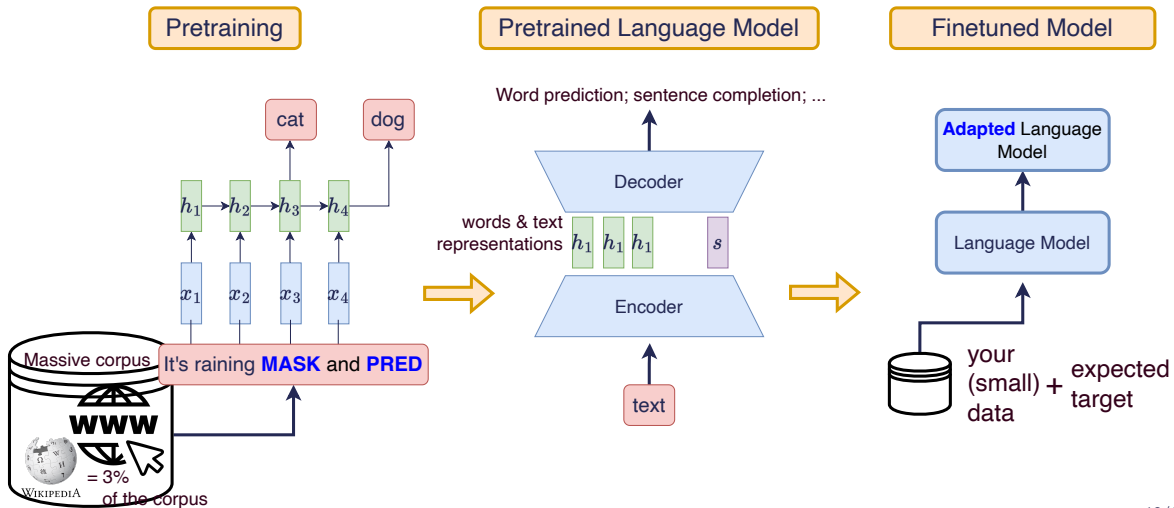 Pretraining
Pretrained Language Model
Finetuned Model
cat
dog
h₁
h₂
h₃
h₄
x₁
x₂
x₃
x₄
It's raining MASK and PRED
Massive corpus
www
WIKIPEDIA
= 3%
of the corpus
Word prediction; sentence completion; ...
Decoder
words & text
representations
h₁ h₁ h₁ s
Encoder
text
Adapted Language
Model
Language Model
your
(small)
data
+
expected
target